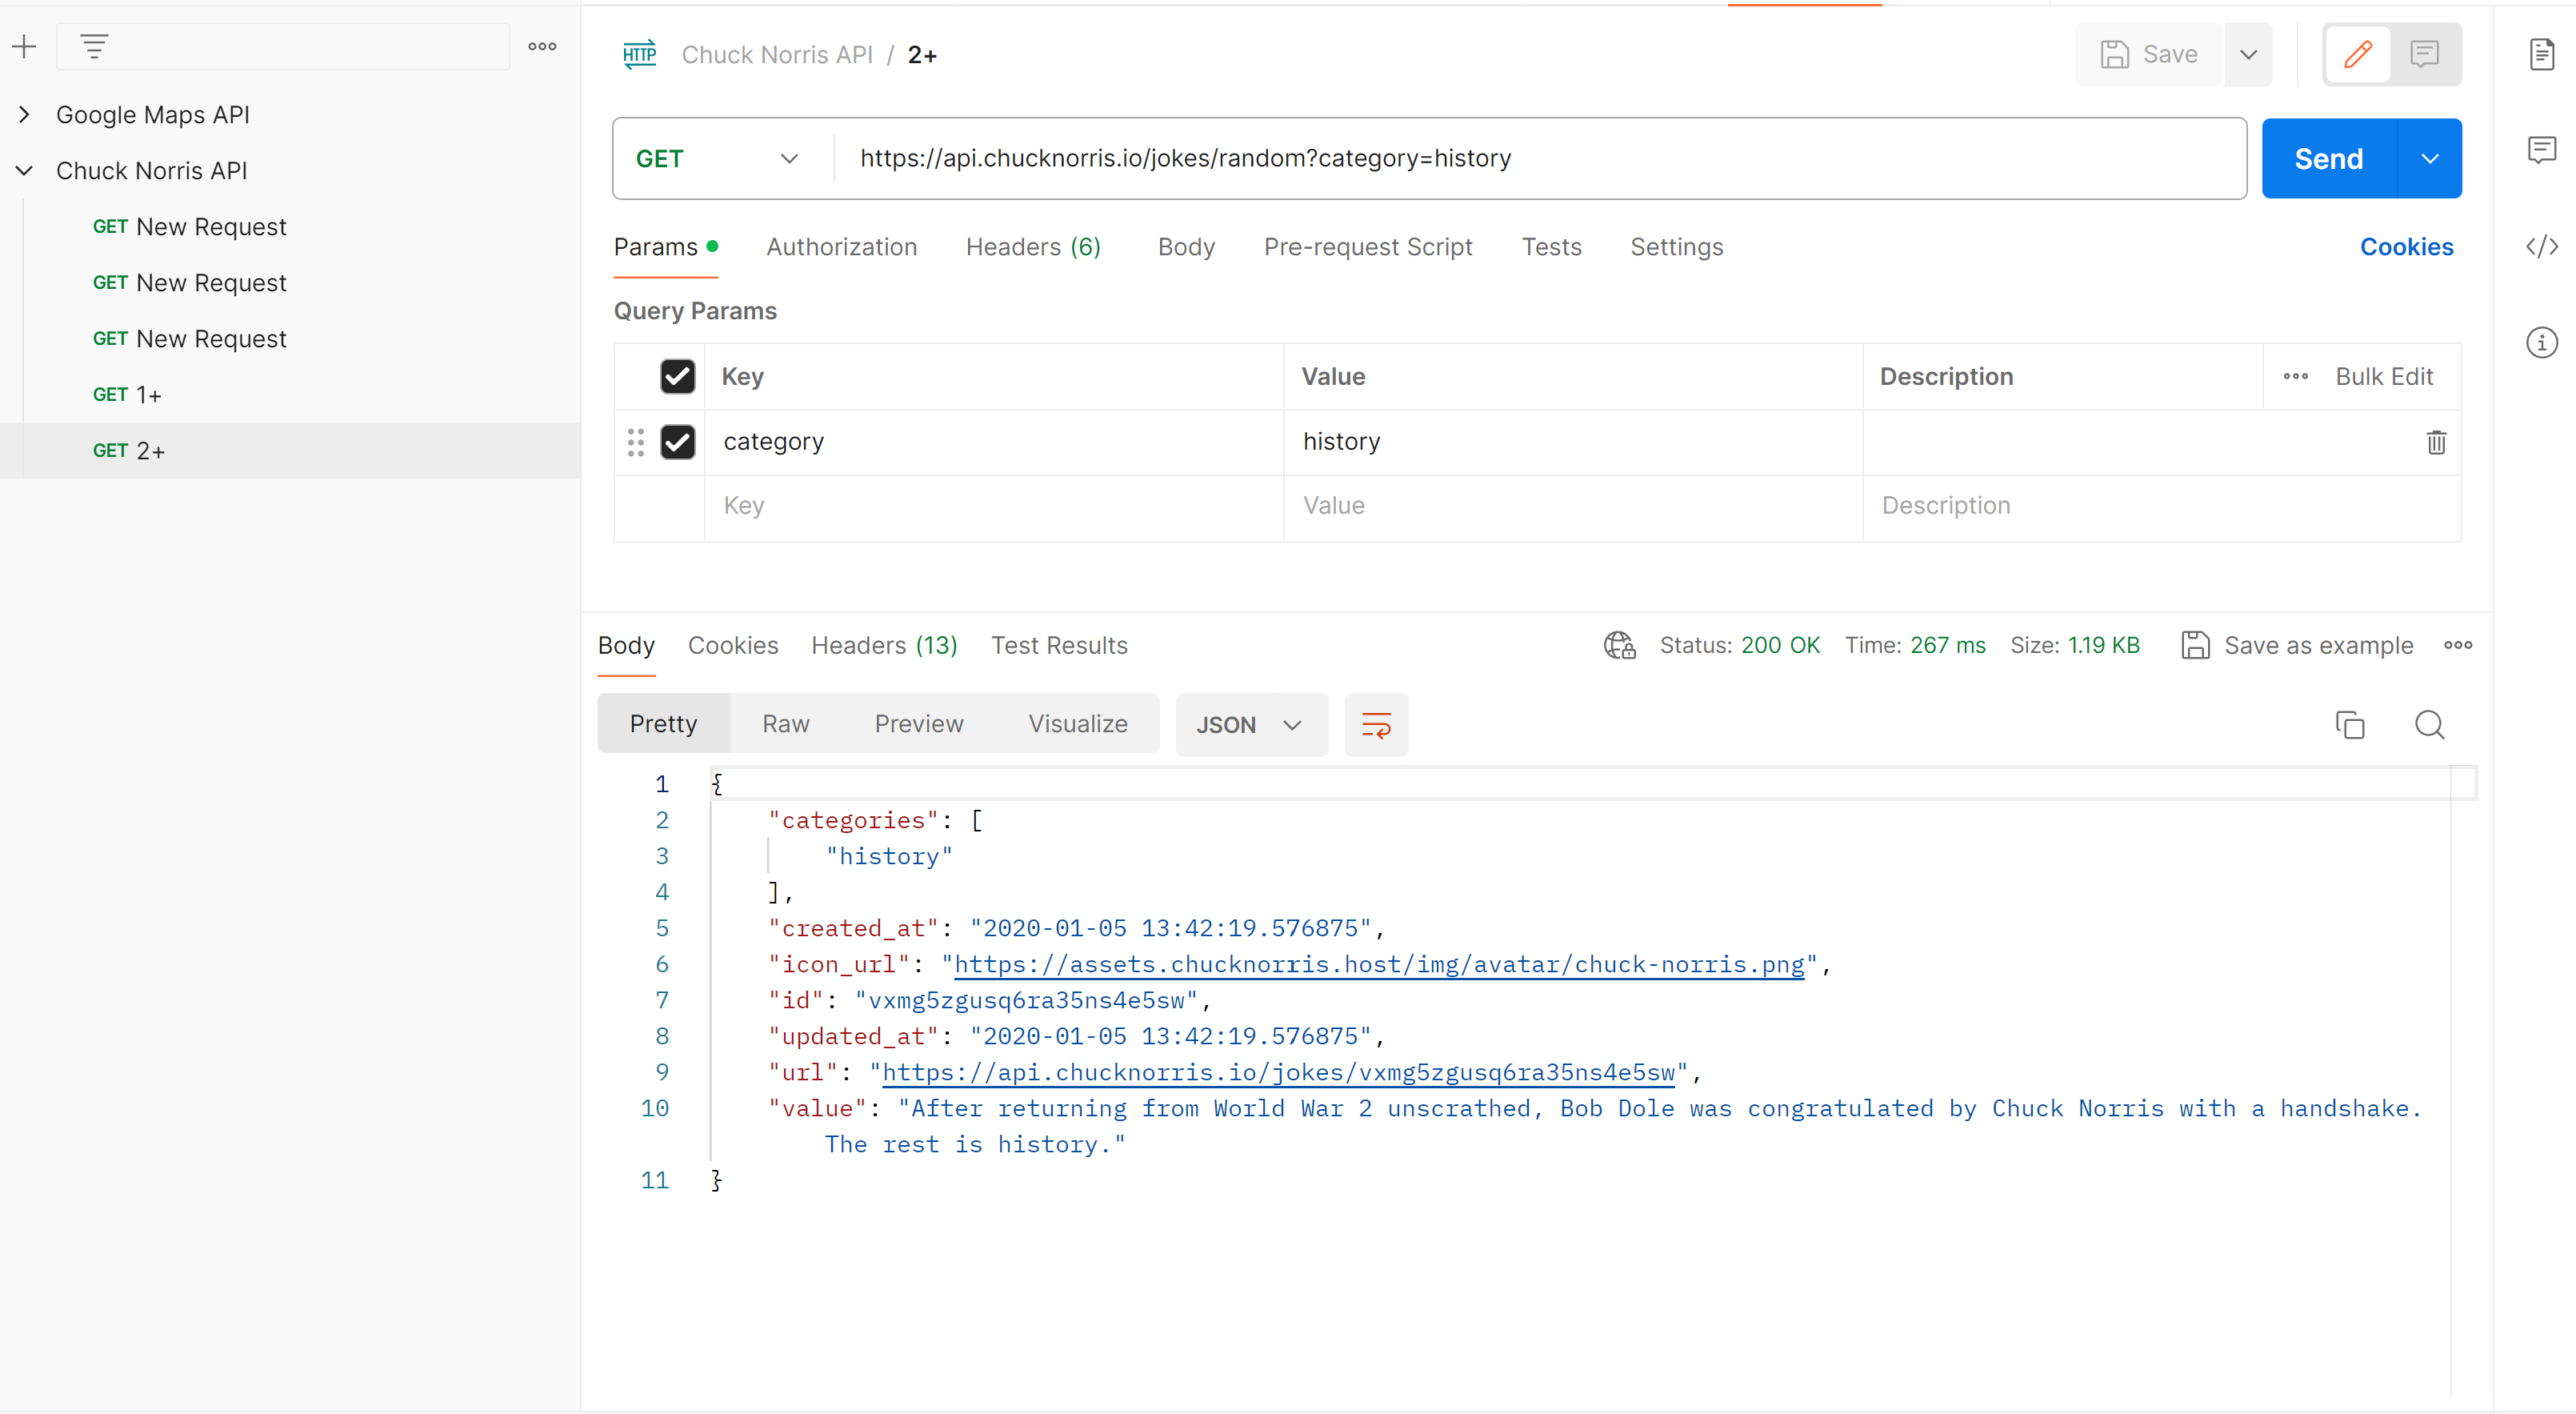 Google Maps API
Chuck Norris API
GET New Request
GET New Request
GET New Request
GET 1+
GET 2+
HTTP Chuck Norris API / 2+
Save
GET https://api.chucknorris.io/jokes/random?category=history
Send
Params Authorization Headers (6) Body Pre-request Script Tests Settings Cookies
Query Params
Key Value Description Bulk Edit
category history
Key Value Description
Body Cookies Headers (13) Test Results Status: 200 OK Time: 267 ms Size: 1.19 KB Save as example
Pretty Raw Preview Visualize JSON
1 {
2 "categories": [
3 "history"
4 ],
5 "created_at": "2020-01-05 13:42:19.576875",
6 "icon_url": "https://assets.chucknorris.host/img/avatar/chuck-norris.png",
7 "id": "vxmg5zgusq6ra35ns4e5sw",
8 "updated_at": "2020-01-05 13:42:19.576875",
9 "url": "https://api.chucknorris.io/jokes/vxmg5zgusq6ra35ns4e5sw",
10 "value": "After returning from World War 2 unscrathed, Bob Dole was congratulated by Chuck Norris with a handshake.
The rest is history."
11 }